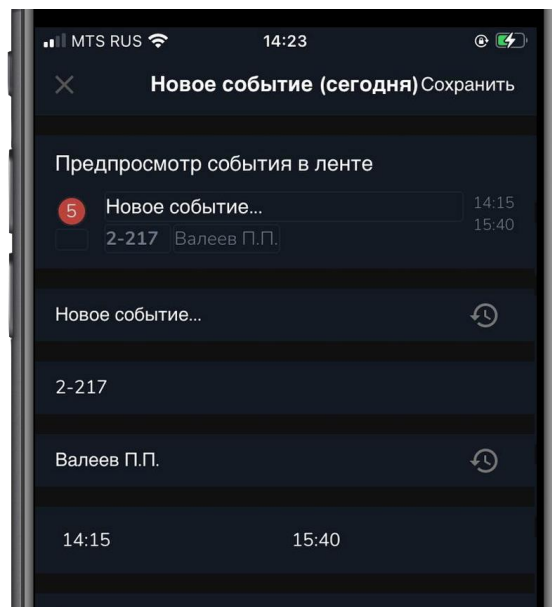 MTS RUS 14:23
Новое событие (сегодня) Сохранить
Предпросмотр события в ленте
5 Новое событие... 14:15
2-217 Валеев П.П. 15:40
Новое событие...
2-217
Валеев П.П.
14:15 15:40